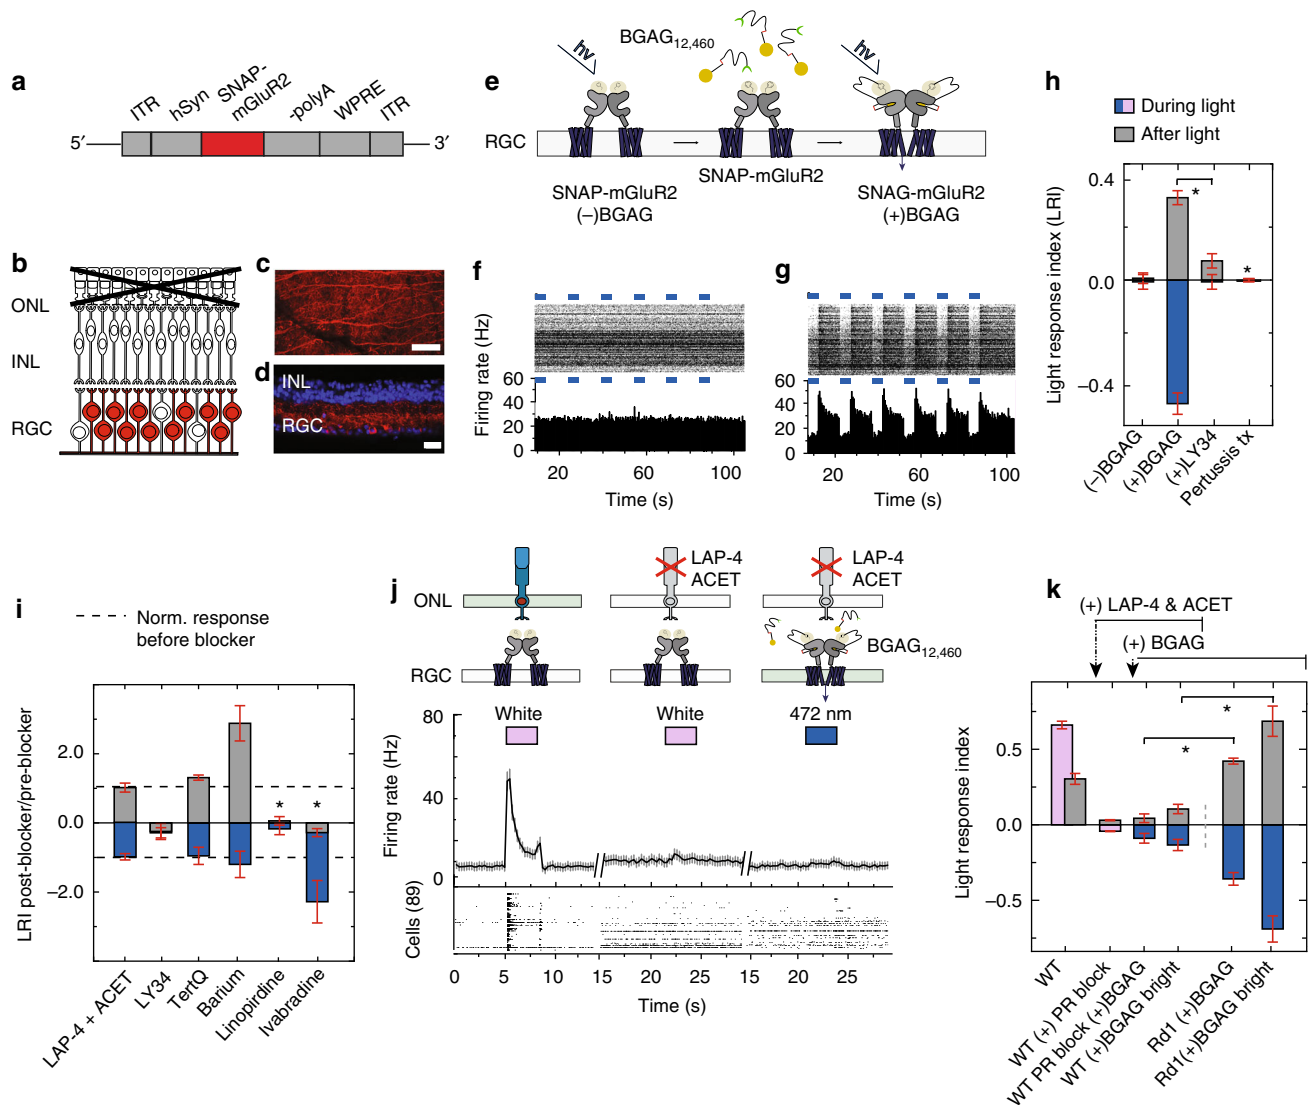 a
5′
ITR
hSyn
SNAP-
mGluR2
-polyA
WPRE
ITR
3′
b
ONL
INL
RGC
c
d
INL
RGC
e
hν
BGAG12,460
hν
RGC
SNAP-mGluR2
(−)BGAG
SNAP-mGluR2
SNAG-mGluR2
(+)BGAG
f
Firing rate (Hz)
60
40
20
0
20
60
100
Time (s)
g
60
40
20
0
20
60
100
Time (s)
h
During light
After light
Light response index (LRI)
0.4
0.0
−0.4
*
*
(−)BGAG
(+)BGAG
(+)LY34
Pertussis tx
i
Norm. response
before blocker
LRI post-blocker/pre-blocker
2.0
0.0
−2.0
*
*
LAP-4 + ACET
LY34
TertQ
Barium
Linopirdine
Ivabradine
j
ONL
LAP-4
ACET
LAP-4
ACET
RGC
BGAG12,460
White
White
472 nm
Firing rate (Hz)
80
40
0
Cells (89)
0
5
10
15
20
25
15
20
25
Time (s)
k
(+) LAP-4 & ACET
(+) BGAG
Light response index
0.5
0.0
−0.5
*
*
WT
WT (+) PR block
WT PR block (+)BGAG
WT (+)BGAG bright
Rd1 (+)BGAG
Rd1(+)BGAG bright